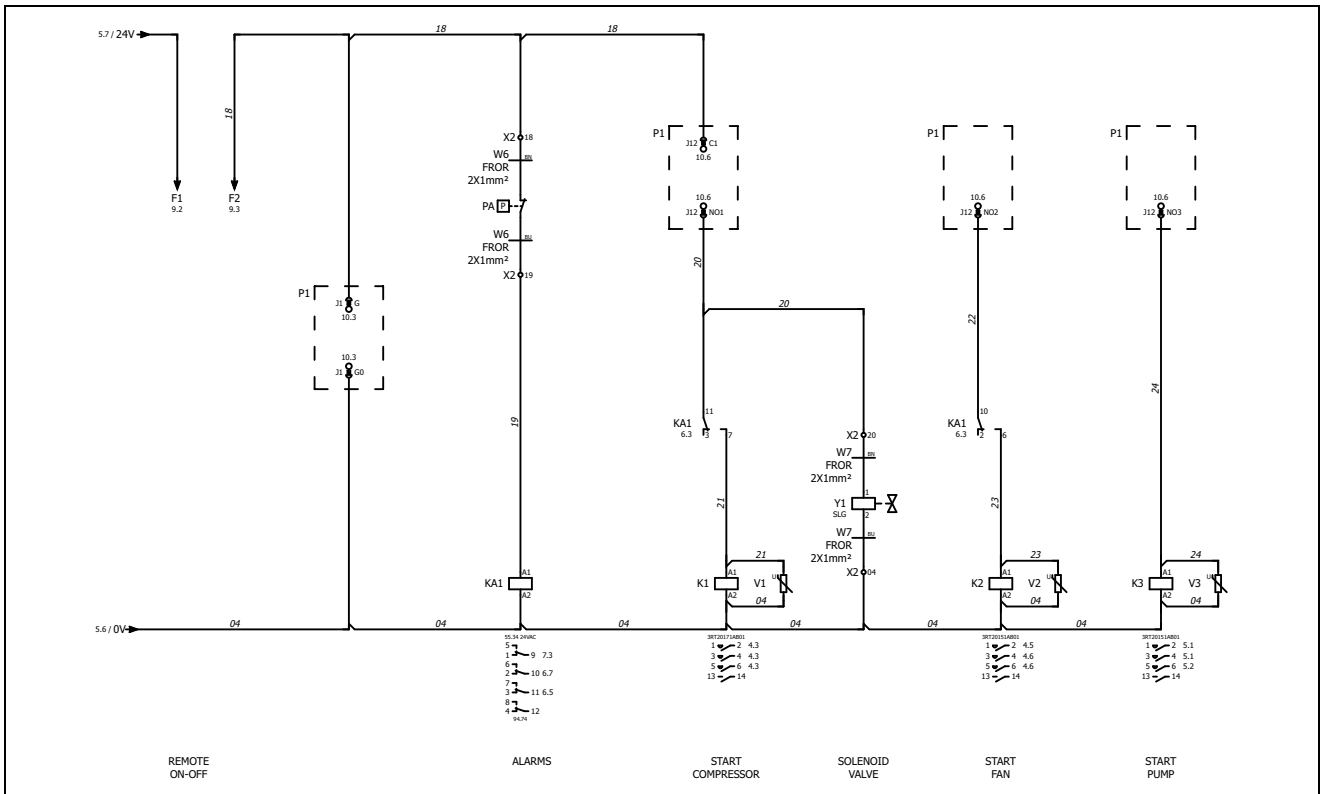 5.7 / 24V
18
18
18
F1
9.2
F2
9.3
X2 18
W6 BN
FROR
2X1mm²
PA P
W6 BU
FROR
2X1mm²
X2 19
19
P1
J1 G
10.3
10.3
J1 G0
P1
J12 C1
10.6
10.6
J12 NO1
20
20
P1
10.6
J12 NO2
22
P1
10.6
J12 NO3
24
11
KA1
6.3 3 7
21
X2 20
W7 BN
FROR
2X1mm²
1
Y1
SLG 2
W7 BU
FROR
2X1mm²
X2 04
10
KA1
6.3 2 6
23
A1
KA1
A2
21
A1
K1 V1 U
A2
04
23
A1
K2 V2 U
A2
04
24
A1
K3 V3 U
A2
04
5.6 / 0V
04
04
04
04
04
55.34 24VAC
5
1 9 7.3
6
2 10 6.7
7
3 11 6.5
8
4 12
94.74
3RT20171AB01
1 2 4.3
3 4 4.3
5 6 4.3
13 14
3RT20151AB01
1 2 4.5
3 4 4.6
5 6 4.6
13 14
3RT20151AB01
1 2 5.1
3 4 5.1
5 6 5.2
13 14
REMOTE
ON-OFF
ALARMS
START
COMPRESSOR
SOLENOID
VALVE
START
FAN
START
PUMP